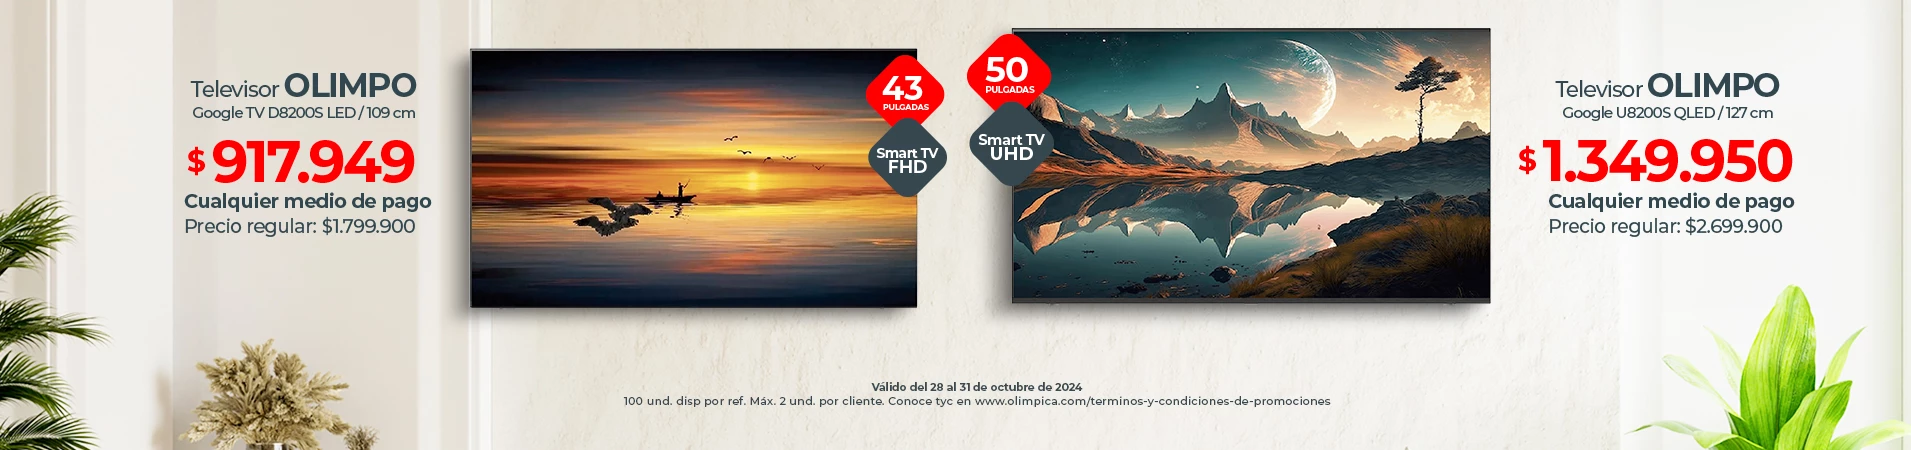 Televisor OLIMPO
Google TV D8200S LED / 109 cm
$ 917.949
Cualquier medio de pago
Precio regular: $1.799.900
43
PULGADAS
Smart TV
FHD
50
PULGADAS
Smart TV
UHD
Televisor OLIMPO
Google U8200S QLED / 127 cm
$ 1.349.950
Cualquier medio de pago
Precio regular: $2.699.900
Válido del 28 al 31 de octubre de 2024
100 und. disp por ref. Máx. 2 und. por cliente. Conoce tyc en www.olimpica.com/terminos-y-condiciones-de-promociones